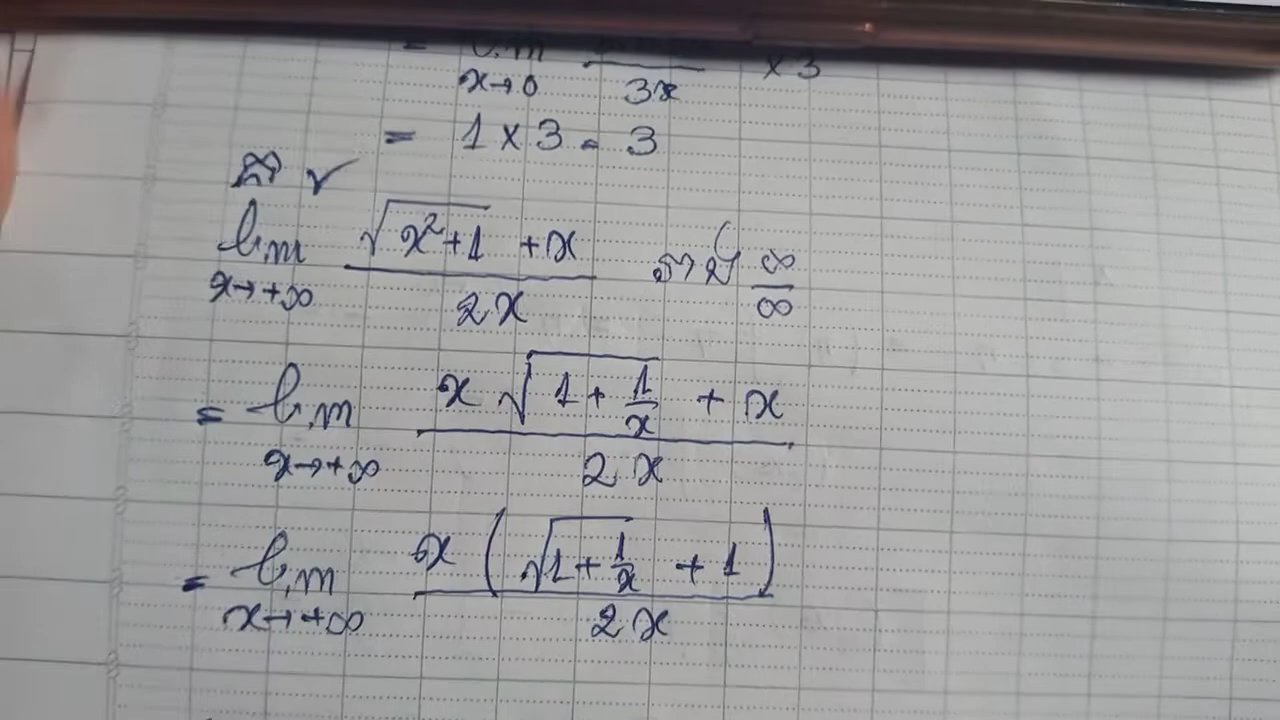 = lim x→0 3x × 3
= 1 × 3 = 3
lim x→+∞ (√(x²+1) + x) / 2x ∞/∞
= lim x→+∞ (x√(1 + 1/x) + x) / 2x
= lim x→+∞ x(√(1 + 1/x) + 1) / 2x